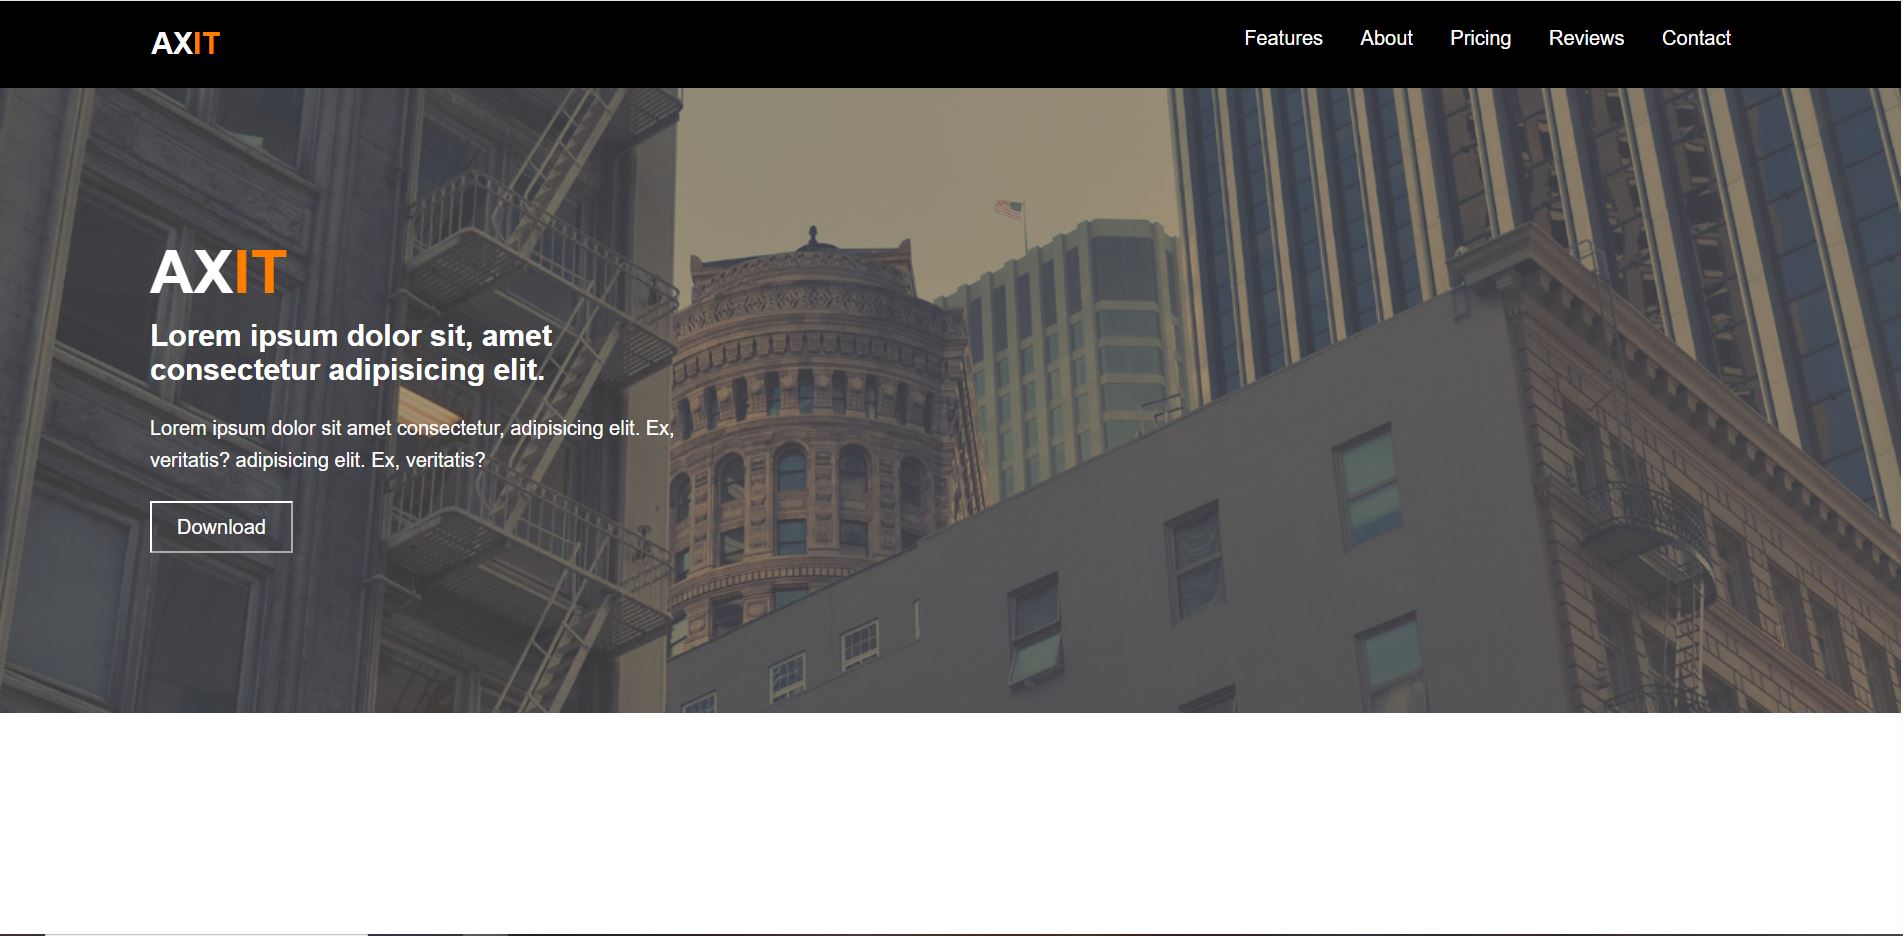 AXIT
Features About Pricing Reviews Contact
AXIT
Lorem ipsum dolor sit, amet
consectetur adipisicing elit.
Lorem ipsum dolor sit amet consectetur, adipisicing elit. Ex,
veritatis? adipisicing elit. Ex, veritatis?
Download